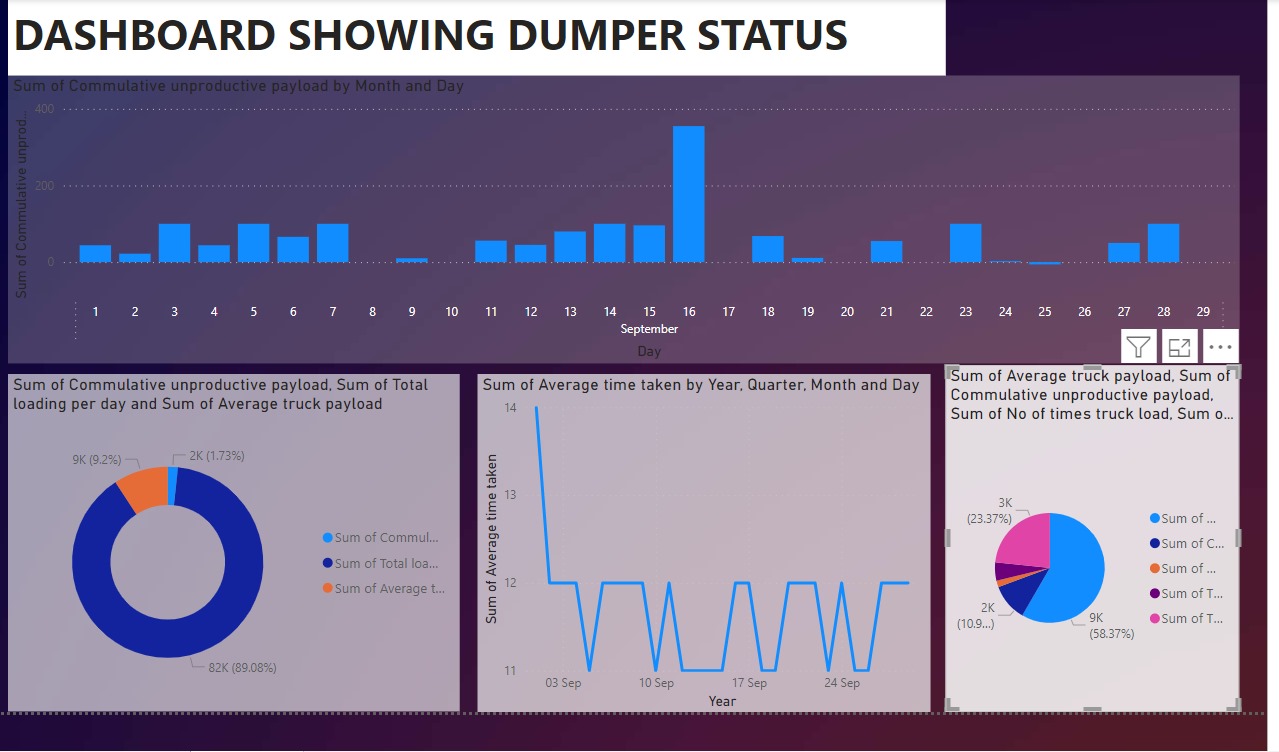 DASHBOARD SHOWING DUMPER STATUS
Sum of Commulative unproductive payload by Month and Day
Sum of Commulative unprod...
400
200
0
1 2 3 4 5 6 7 8 9 10 11 12 13 14 15 16 17 18 19 20 21 22 23 24 25 26 27 28 29
September
Day
Sum of Commulative unproductive payload, Sum of Total
loading per day and Sum of Average truck payload
9K (9.2%)
2K (1.73%)
82K (89.08%)
Sum of Commul...
Sum of Total loa...
Sum of Average t...
Sum of Average time taken by Year, Quarter, Month and Day
Sum of Average time taken
14
13
12
11
03 Sep 10 Sep 17 Sep 24 Sep
Year
Sum of Average truck payload, Sum of
Commulative unproductive payload,
Sum of No of times truck load, Sum o...
3K
(23.37%)
2K
(10.9...)
9K
(58.37%)
Sum of ...
Sum of C...
Sum of ...
Sum of T...
Sum of T...